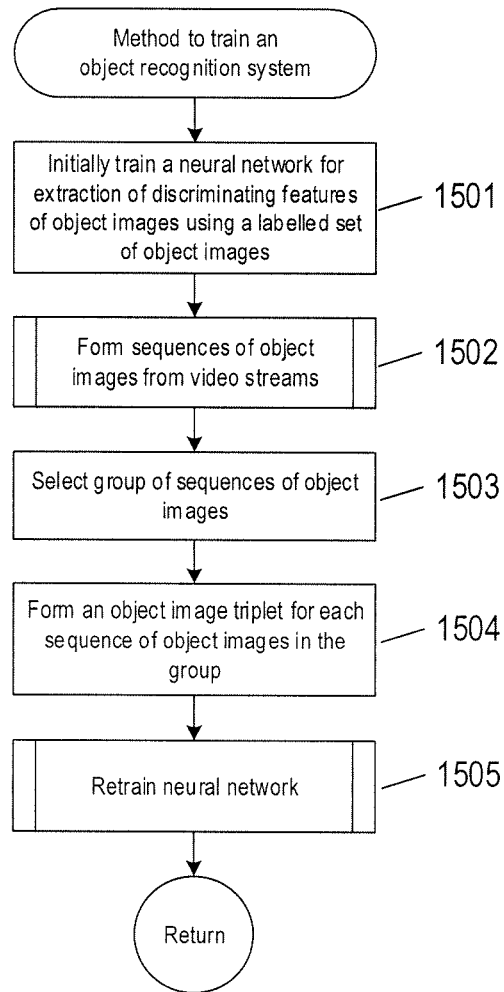 Method to train an
object recognition system
Initially train a neural network for
extraction of discriminating features
of object images using a labelled set
of object images
1501
Form sequences of object
images from video streams
1502
Select group of sequences of object
images
1503
Form an object image triplet for each
sequence of object images in the
group
1504
Retrain neural network
1505
Return